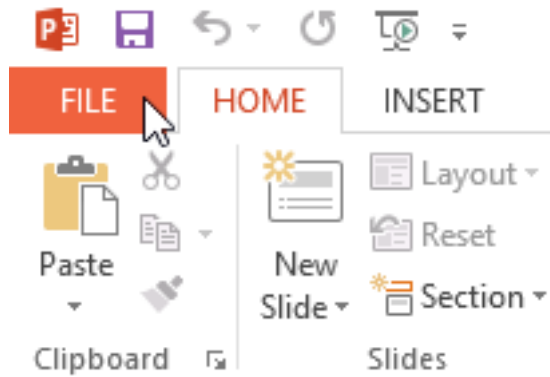 P
FILE HOME INSERT
Layout
Reset
Paste New
Slide Section
Clipboard Slides